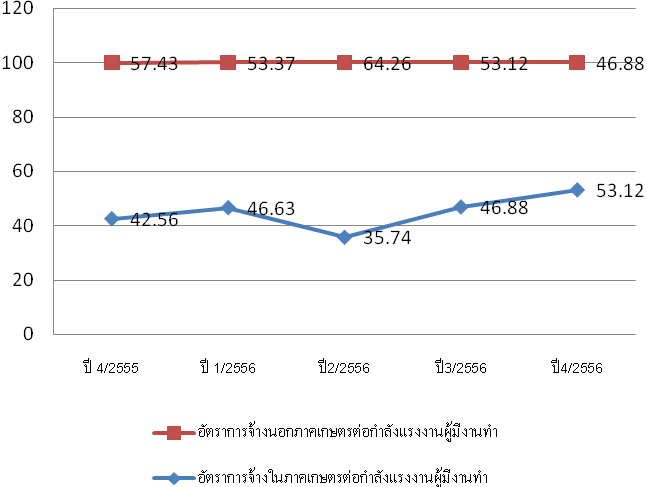 120
100
80
60
40
20
0
57.43 53.37 64.26 53.12 46.88
42.56 46.63 35.74 46.88 53.12
ปี 4/2555 ปี 1/2556 ปี2/2556 ปี3/2556 ปี4/2556
อัตราการจ้างนอกภาคเกษตรต่อกำลังแรงงานผู้มีงานทำ
อัตราการจ้างในภาคเกษตรต่อกำลังแรงงานผู้มีงานทำ